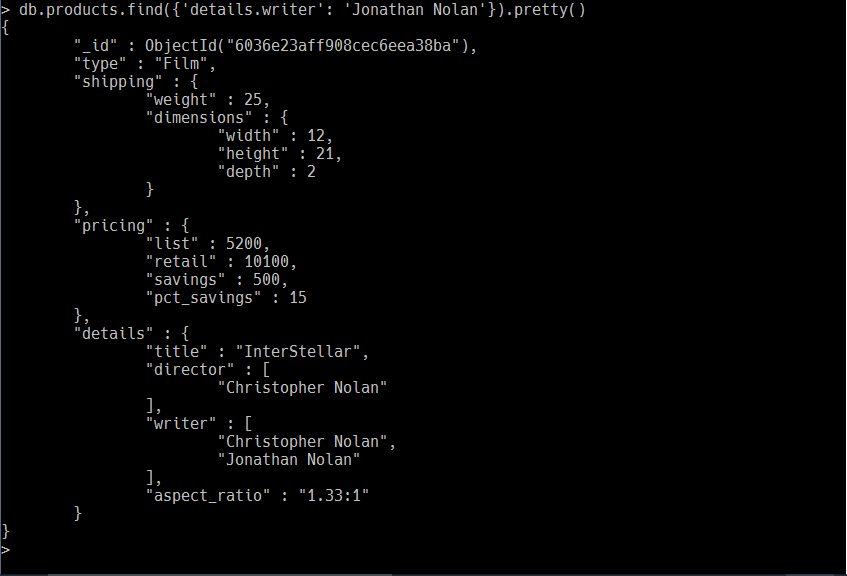 > db.products.find({'details.writer': 'Jonathan Nolan'}).pretty()
{
        "_id" : ObjectId("6036e23aff908cec6eea38ba"),
        "type" : "Film",
        "shipping" : {
                "weight" : 25,
                "dimensions" : {
                        "width" : 12,
                        "height" : 21,
                        "depth" : 2
                }
        },
        "pricing" : {
                "list" : 5200,
                "retail" : 10100,
                "savings" : 500,
                "pct_savings" : 15
        },
        "details" : {
                "title" : "InterStellar",
                "director" : [
                        "Christopher Nolan"
                ],
                "writer" : [
                        "Christopher Nolan",
                        "Jonathan Nolan"
                ],
                "aspect_ratio" : "1.33:1"
        }
}
>